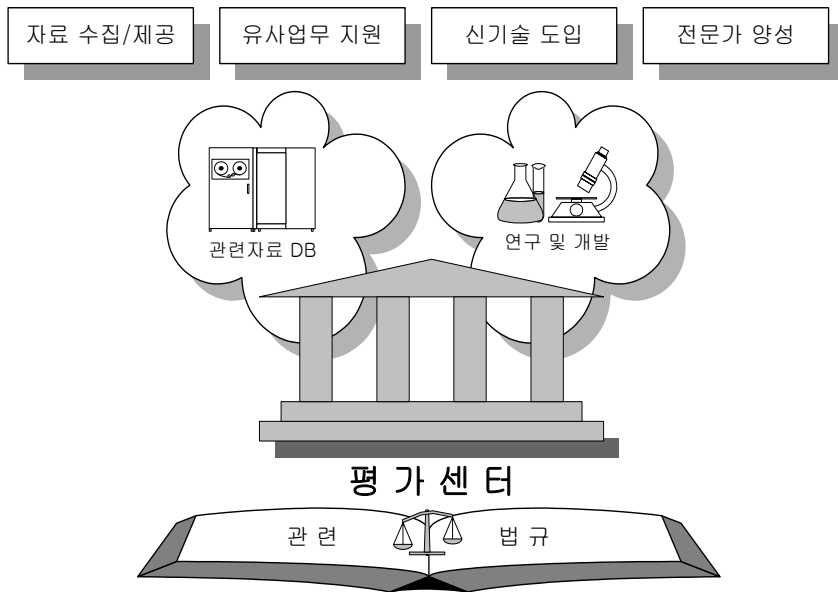 자료 수집/제공 유사업무 지원 신기술 도입 전문가 양성
관련자료 DB
연구 및 개발
평 가 센 터
관 련 법 규